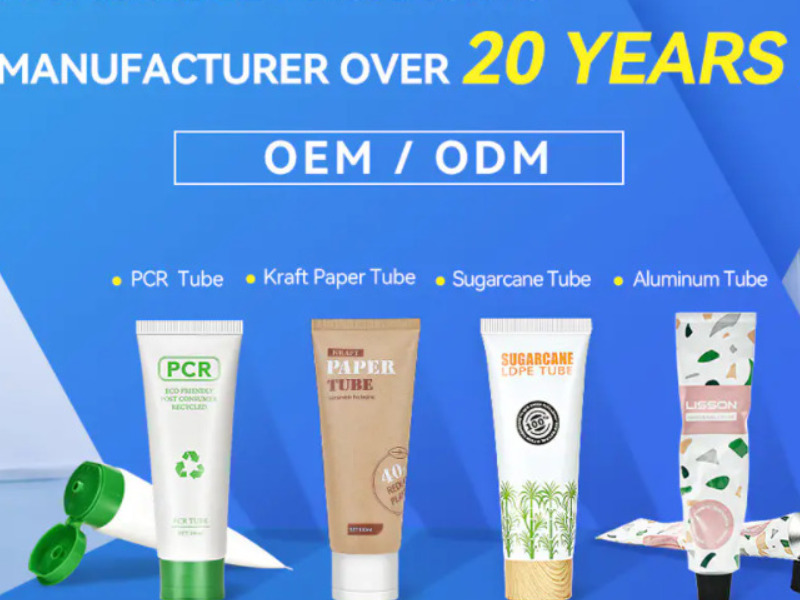 MANUFACTURER OVER 20 YEARS
OEM / ODM
PCR Tube
Kraft Paper Tube
Sugarcane Tube
Aluminum Tube
PCR
ECO FRIENDLY
POST CONSUMER
RECYCLED
PCR TUBE
KRAFT
PAPER
TUBE
SUGARCANE
LDPE TUBE
LISSON